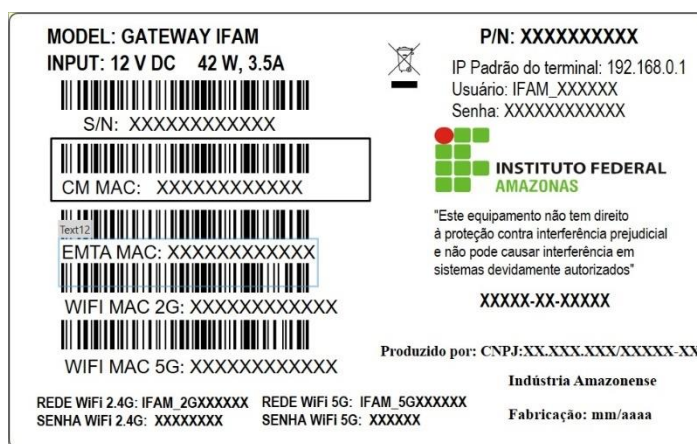 MODEL: GATEWAY IFAM
INPUT: 12 V DC 42 W, 3.5A
S/N: XXXXXXXXXXXX
CM MAC: XXXXXXXXXXXX
Text12
EMTA MAC: XXXXXXXXXXXX
WIFI MAC 2G: XXXXXXXXXXXX
WIFI MAC 5G: XXXXXXXXXXXX
REDE WiFi 2.4G: IFAM_2GXXXXXX REDE WiFi 5G: IFAM_5GXXXXXX
SENHA WiFi 2.4G: XXXXXXXX SENHA WiFi 5G: XXXXXX
P/N: XXXXXXXXXX
IP Padrão do terminal: 192.168.0.1
Usuário: IFAM_XXXXXX
Senha: XXXXXXXXXXXX
INSTITUTO FEDERAL
AMAZONAS
"Este equipamento não tem direito
à proteção contra interferência prejudicial
e não pode causar interferência em
sistemas devidamente autorizados"
XXXXX-XX-XXXXX
Produzido por: CNPJ:XX.XXX.XXX/XXXXX-XX
Indústria Amazonense
Fabricação: mm/aaaa